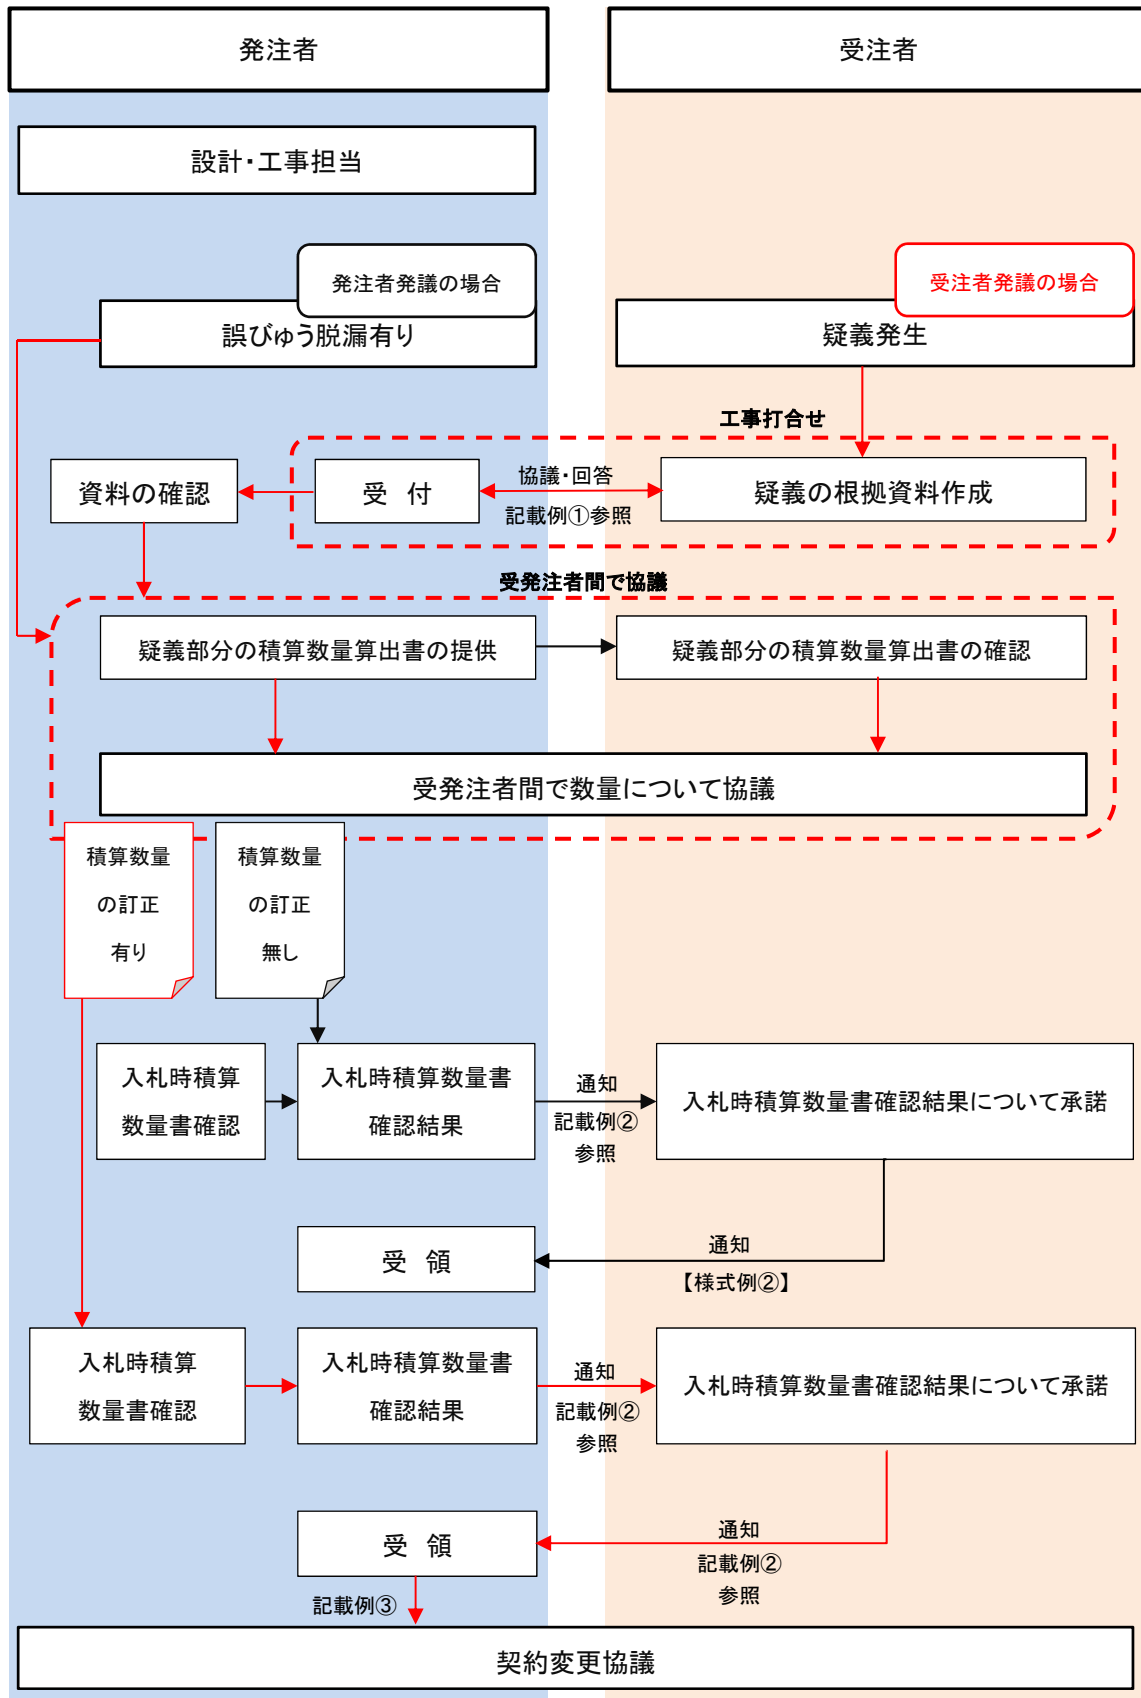 発注者
受注者
設計・工事担当
発注者発議の場合
受注者発議の場合
誤びゅう脱漏有り
疑義発生
工事打合せ
資料の確認
受 付
協議・回答
記載例①参照
疑義の根拠資料作成
受発注者間で協議
疑義部分の積算数量算出書の提供
疑義部分の積算数量算出書の確認
受発注者間で数量について協議
積算数量
の訂正
有り
積算数量
の訂正
無し
入札時積算
数量書確認
入札時積算数量書
確認結果
通知
記載例②
参照
入札時積算数量書確認結果について承諾
受 領
通知
【様式例②】
入札時積算
数量書確認
入札時積算数量書
確認結果
通知
記載例②
参照
入札時積算数量書確認結果について承諾
受 領
通知
記載例②
参照
記載例③
契約変更協議